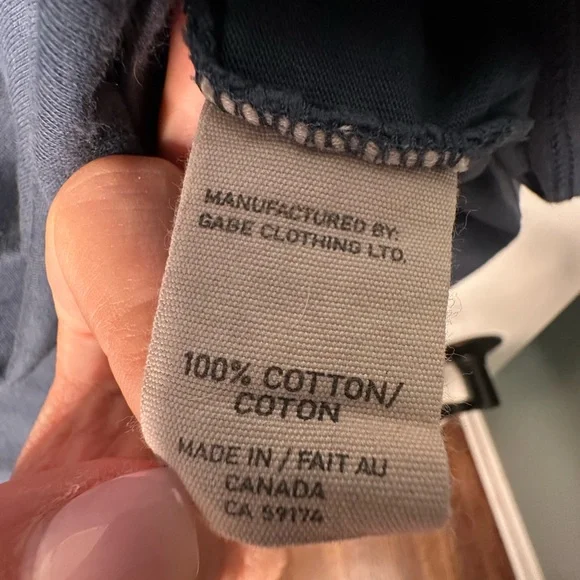 MANUFACTURED BY:
GABE CLOTHING LTD.
100% COTTON/
COTON
MADE IN / FAIT AU
CANADA
CA 59174